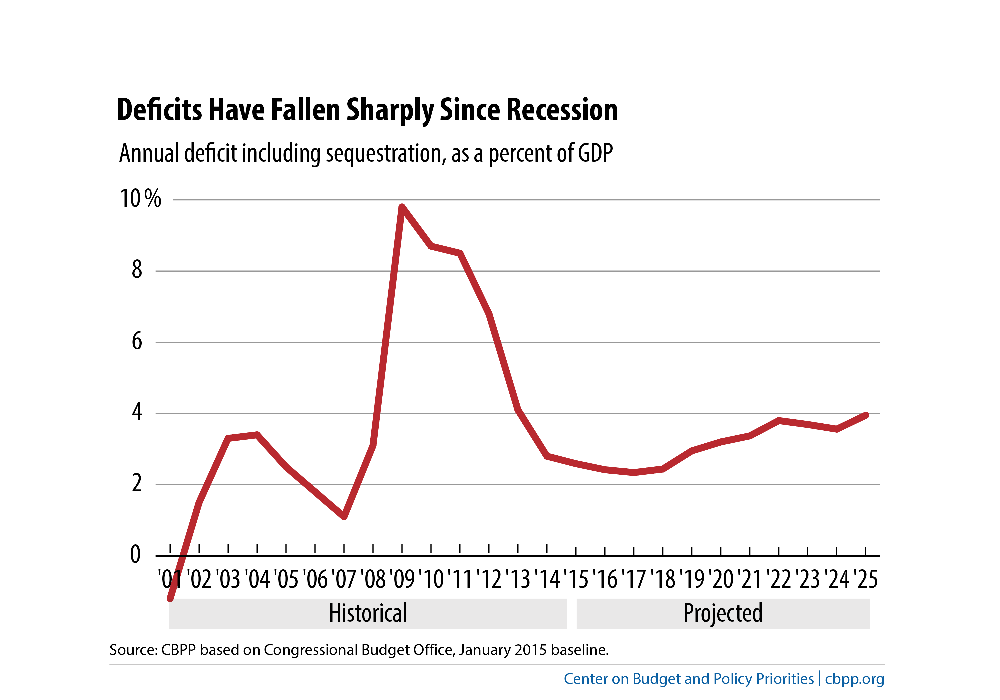 Deficits Have Fallen Sharply Since Recession
Annual deficit including sequestration, as a percent of GDP
10 %
8
6
4
2
0
'01 '02 '03 '04 '05 '06 '07 '08 '09 '10 '11 '12 '13 '14 '15 '16 '17 '18 '19 '20 '21 '22 '23 '24 '25
Historical Projected
Source: CBPP based on Congressional Budget Office, January 2015 baseline.
Center on Budget and Policy Priorities | cbpp.org